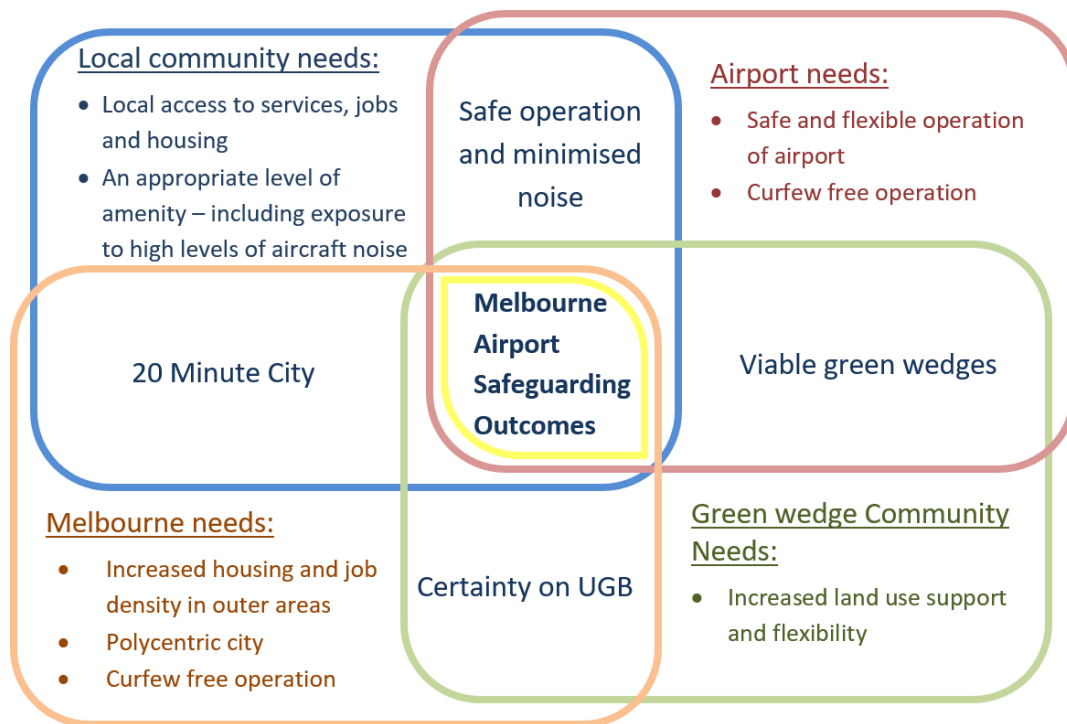 Local community needs:
• Local access to services, jobs
and housing
• An appropriate level of
amenity – including exposure
to high levels of aircraft noise
Safe operation
and minimised
noise
Airport needs:
• Safe and flexible operation
of airport
• Curfew free operation
20 Minute City
Melbourne
Airport
Safeguarding
Outcomes
Viable green wedges
Melbourne needs:
• Increased housing and job
density in outer areas
• Polycentric city
• Curfew free operation
Certainty on UGB
Green wedge Community
Needs:
• Increased land use support
and flexibility